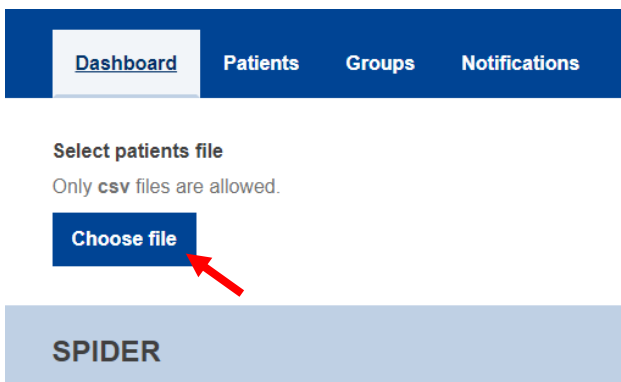 Dashboard Patients Groups Notifications
Select patients file
Only csv files are allowed.
Choose file
SPIDER